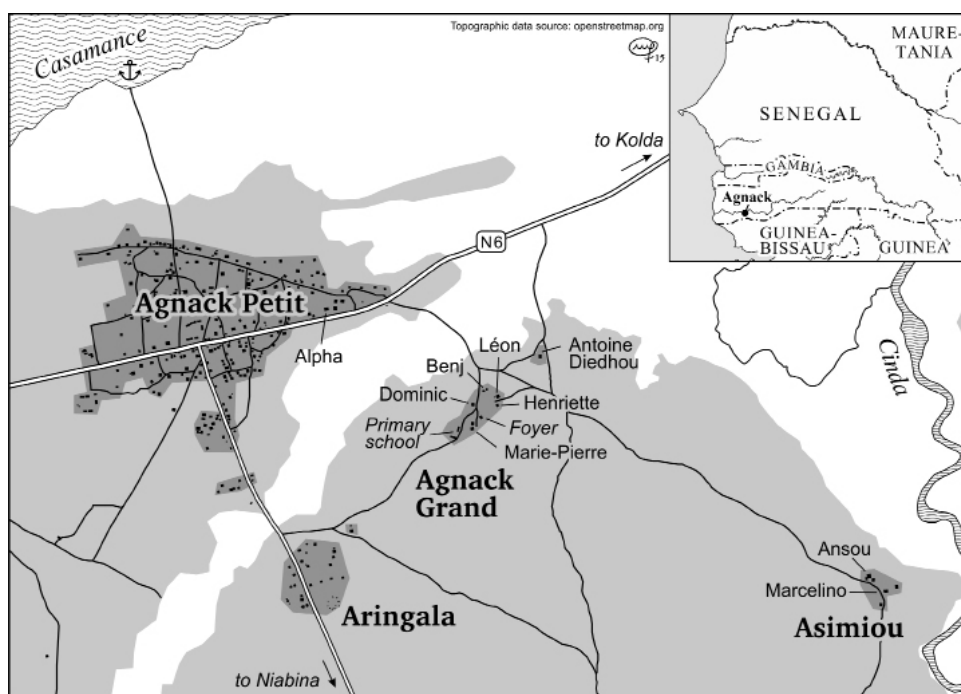 Topographic data source: openstreetmap.org
Casamance
to Kolda
N6
MAURE-
TANIA
SENEGAL
GAMBIA
Agnack
GUINEA-
BISSAU
GUINEA
Agnack Petit
Alpha
Léon
Antoine
Diedhou
Benj
Dominic
Henriette
Primary
school
Foyer
Marie-Pierre
Agnack
Grand
Cinda
Ansou
Marcelino
Asimiou
Aringala
to Niabina